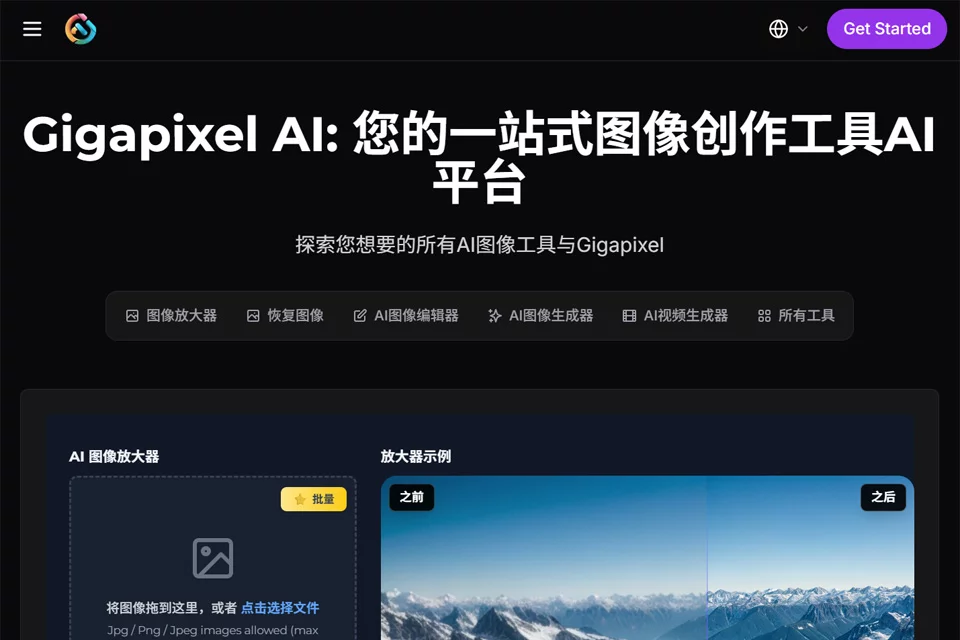 Get Started
Gigapixel AI: 您的一站式图像创作工具AI
平台
探索您想要的所有AI图像工具与Gigapixel
图像放大器
恢复图像
AI图像编辑器
AI图像生成器
AI视频生成器
所有工具
AI 图像放大器
放大器示例
批量
之前
之后
将图像拖到这里，或者 点击选择文件
Jpg / Png / Jpeg images allowed (max